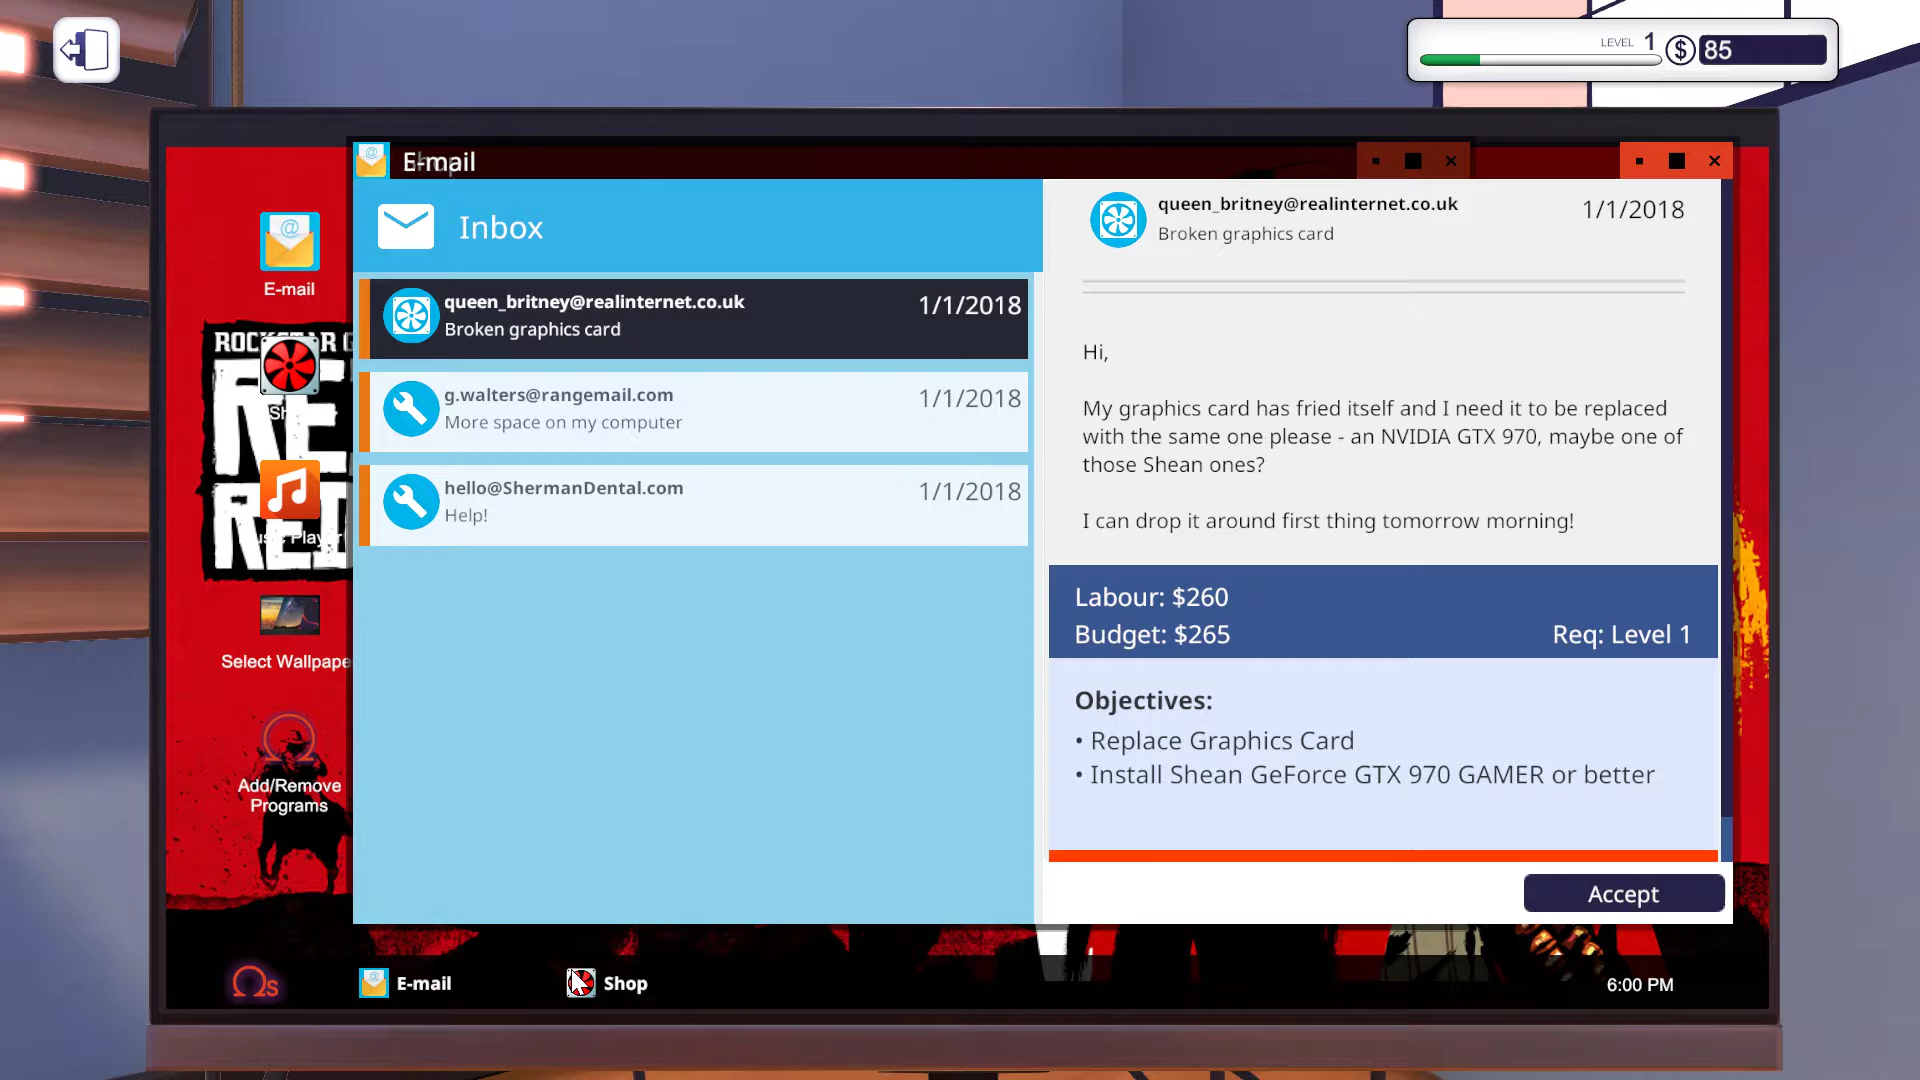 LEVEL 1 $ 85
E-mail
Inbox
queen_britney@realinternet.co.uk 1/1/2018
Broken graphics card
g.walters@rangemail.com 1/1/2018
More space on my computer
hello@ShermanDental.com 1/1/2018
Help!
queen_britney@realinternet.co.uk 1/1/2018
Broken graphics card
Hi,
My graphics card has fried itself and I need it to be replaced
with the same one please - an NVIDIA GTX 970, maybe one of
those Shean ones?
I can drop it around first thing tomorrow morning!
Labour: $260
Budget: $265 Req: Level 1
Objectives:
• Replace Graphics Card
• Install Shean GeForce GTX 970 GAMER or better
Accept
E-mail
RE
RED
Select Wallpape
Add/Remove
Programs
E-mail
Shop
6:00 PM